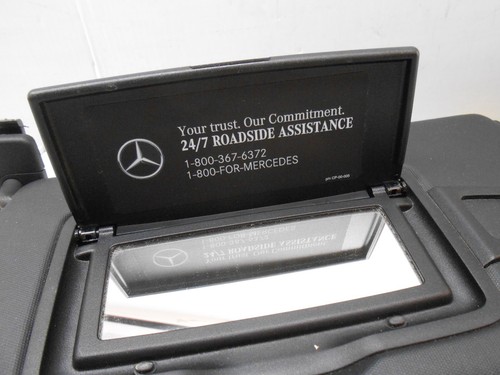 Your trust. Our Commitment.
24/7 ROADSIDE ASSISTANCE
1-800-367-6372
1-800-FOR-MERCEDES